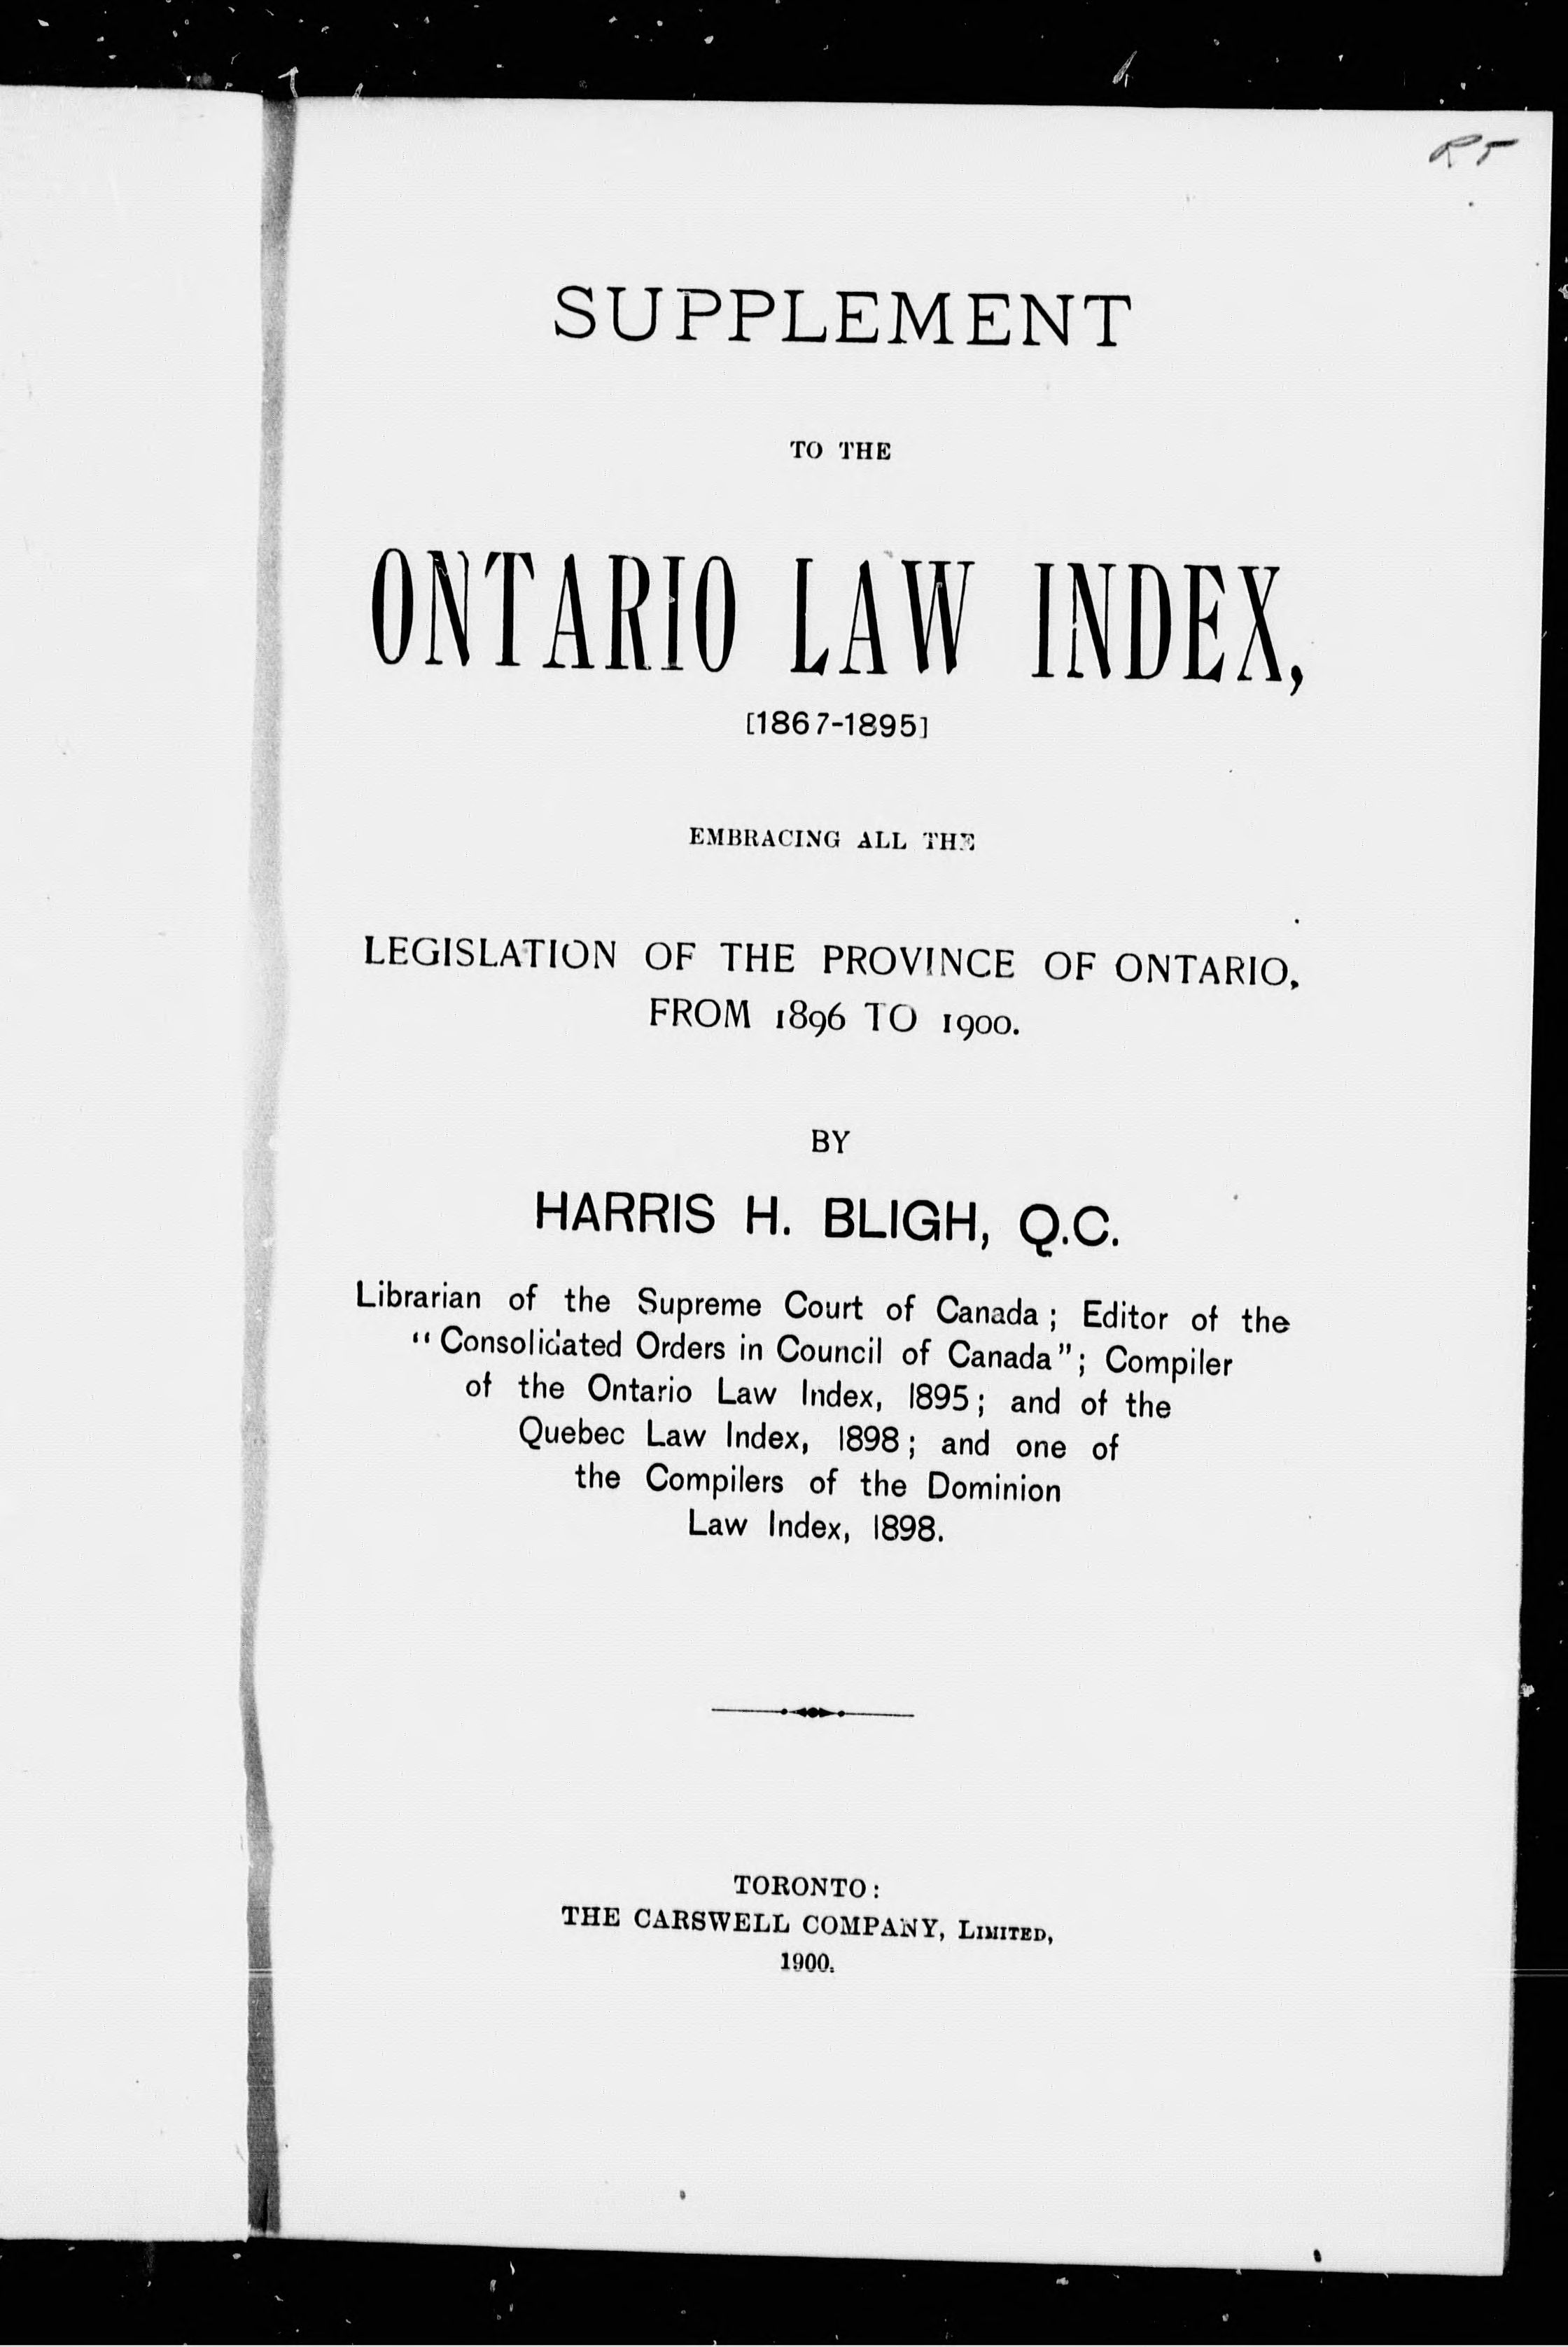 SUPPLEMENT
TO THE
ONTARIO LAW INDEX,
[1867-1895]
EMBRACING ALL THE
LEGISLATION OF THE PROVINCE OF ONTARIO,
FROM 1896 TO 1900.
BY
HARRIS H. BLIGH, Q.C.
Librarian of the Supreme Court of Canada; Editor of the
"Consolidated Orders in Council of Canada"; Compiler
of the Ontario Law Index, 1895; and of the
Quebec Law Index, 1898; and one of
the Compilers of the Dominion
Law Index, 1898.
TORONTO:
THE CARSWELL COMPANY, LIMITED,
1900.